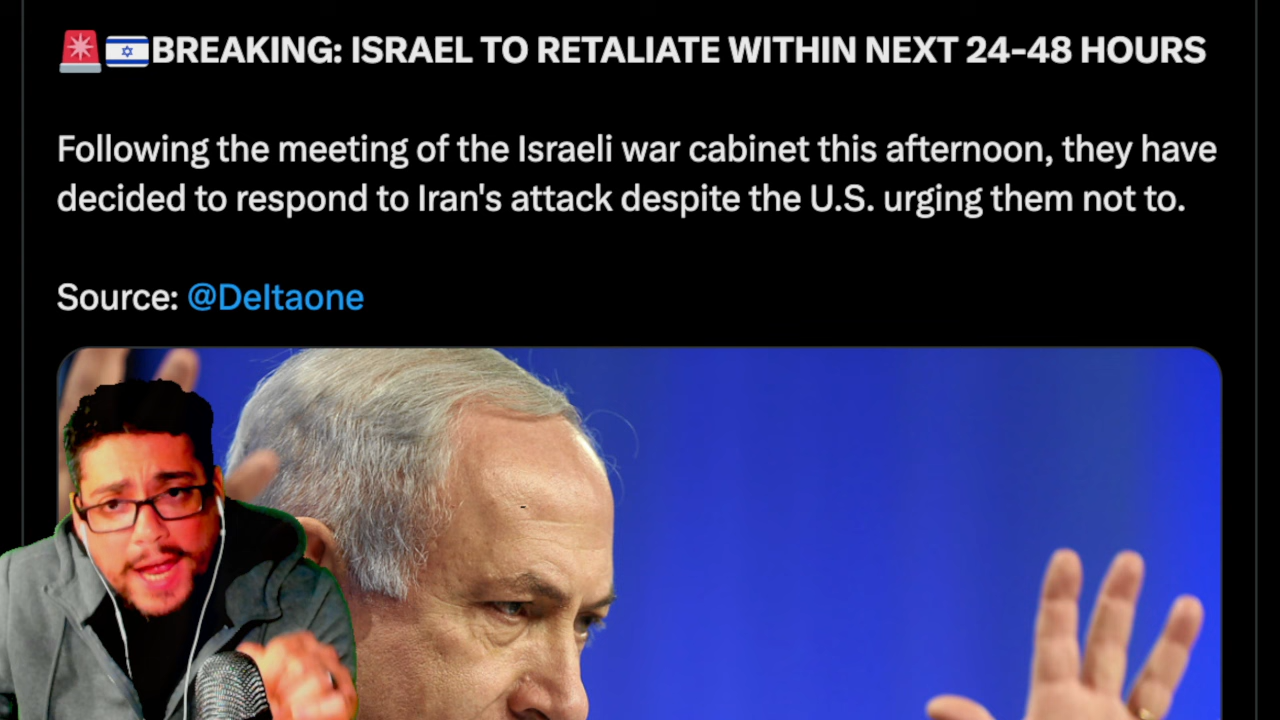 🚨🇮🇱BREAKING: ISRAEL TO RETALIATE WITHIN NEXT 24-48 HOURS
Following the meeting of the Israeli war cabinet this afternoon, they have
decided to respond to Iran's attack despite the U.S. urging them not to.
Source: @Deltaone